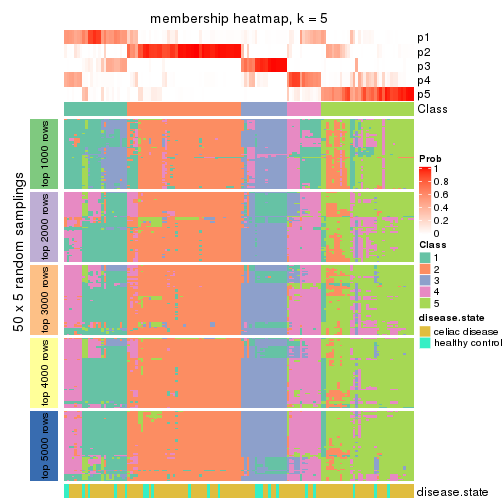 membership heatmap, k = 5
p1
p2
p3
p4
p5
Class
50 x 5 random samplings
top 1000 rows
top 2000 rows
top 3000 rows
top 4000 rows
top 5000 rows
Prob
1
0.8
0.6
0.4
0.2
0
Class
1
2
3
4
5
disease.state
celiac disease
healthy control
disease.state